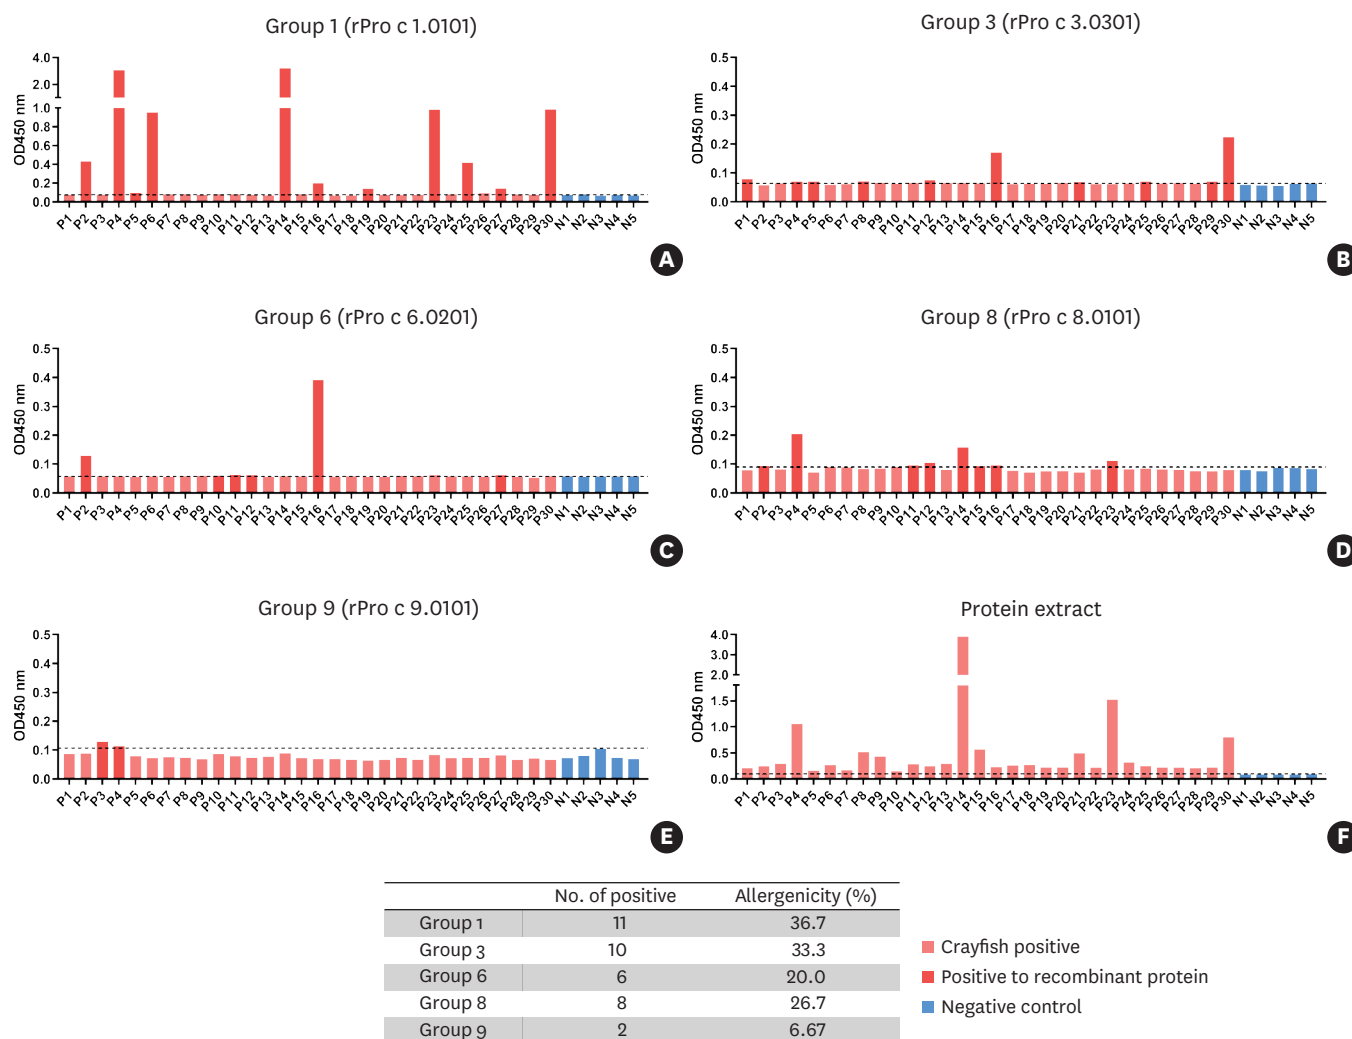 Group 1 (rPro c 1.0101)
OD450 nm
4.0
2.0
1.0
0.8
0.6
0.4
0.2
0.0
P1 P2 P3 P4 P5 P6 P7 P8 P9 P10 P11 P12 P13 P14 P15 P16 P17 P18 P19 P20 P21 P22 P23 P24 P25 P26 P27 P28 P29 P30 N1 N2 N3 N4 N5
A
Group 3 (rPro c 3.0301)
OD450 nm
0.5
0.4
0.3
0.2
0.1
0.0
P1 P2 P3 P4 P5 P6 P7 P8 P9 P10 P11 P12 P13 P14 P15 P16 P17 P18 P19 P20 P21 P22 P23 P24 P25 P26 P27 P28 P29 P30 N1 N2 N3 N4 N5
B
Group 6 (rPro c 6.0201)
OD450 nm
0.5
0.4
0.3
0.2
0.1
0.0
P1 P2 P3 P4 P5 P6 P7 P8 P9 P10 P11 P12 P13 P14 P15 P16 P17 P18 P19 P20 P21 P22 P23 P24 P25 P26 P27 P28 P29 P30 N1 N2 N3 N4 N5
C
Group 8 (rPro c 8.0101)
OD450 nm
0.5
0.4
0.3
0.2
0.1
0.0
P1 P2 P3 P4 P5 P6 P7 P8 P9 P10 P11 P12 P13 P14 P15 P16 P17 P18 P19 P20 P21 P22 P23 P24 P25 P26 P27 P28 P29 P30 N1 N2 N3 N4 N5
D
Group 9 (rPro c 9.0101)
OD450 nm
0.5
0.4
0.3
0.2
0.1
0.0
P1 P2 P3 P4 P5 P6 P7 P8 P9 P10 P11 P12 P13 P14 P15 P16 P17 P18 P19 P20 P21 P22 P23 P24 P25 P26 P27 P28 P29 P30 N1 N2 N3 N4 N5
E
Protein extract
OD450 nm
4.0
3.0
2.0
1.5
1.0
0.5
0.0
P1 P2 P3 P4 P5 P6 P7 P8 P9 P10 P11 P12 P13 P14 P15 P16 P17 P18 P19 P20 P21 P22 P23 P24 P25 P26 P27 P28 P29 P30 N1 N2 N3 N4 N5
F
No. of positive Allergenicity (%)
Group 1 11 36.7
Group 3 10 33.3
Group 6 6 20.0
Group 8 8 26.7
Group 9 2 6.67
Crayfish positive
Positive to recombinant protein
Negative control